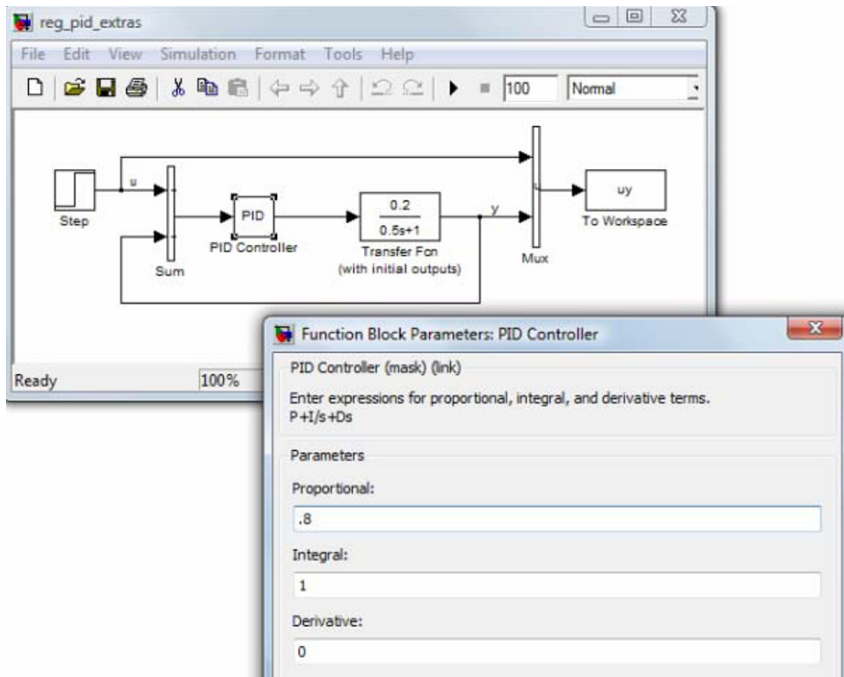 reg_pid_extras
File Edit View Simulation Format Tools Help
100 Normal
Step
u
Sum
PID
PID Controller
0.2
0.5s+1
Transfer Fcn
(with initial outputs)
y
Mux
uy
To Workspace
Ready 100%
Function Block Parameters: PID Controller
PID Controller (mask) (link)
Enter expressions for proportional, integral, and derivative terms.
P+I/s+Ds
Parameters
Proportional:
.8
Integral:
1
Derivative:
0